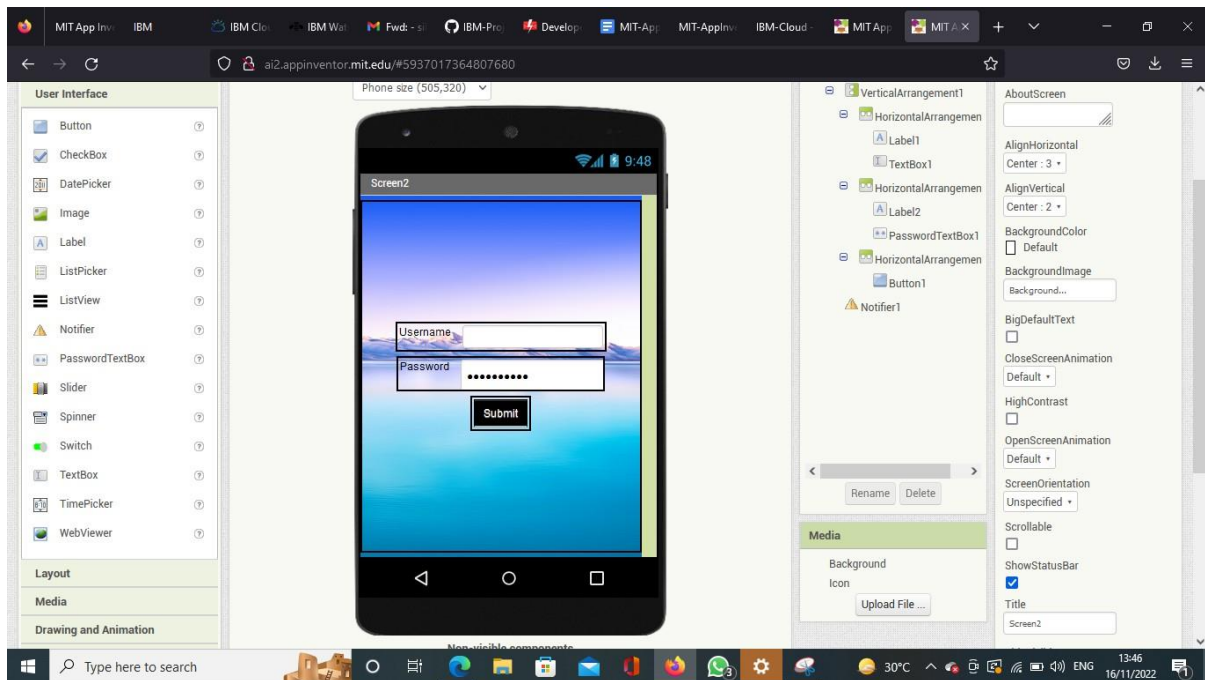 MIT App Inv IBM IBM Clo IBM Wat Fwd: - si IBM-Proj Develop MIT-App MIT-AppInv IBM-Cloud - MIT App MIT A
ai2.appinventor.mit.edu/#5937017364807680
User Interface
Button
CheckBox
DatePicker
Image
Label
ListPicker
ListView
Notifier
PasswordTextBox
Slider
Spinner
Switch
TextBox
TimePicker
WebViewer
Layout
Media
Drawing and Animation
Phone size (505,320)
9:48
Screen2
Username
Password
Submit
Non-visible components
VerticalArrangement1
HorizontalArrangemen
Label1
TextBox1
HorizontalArrangemen
Label2
PasswordTextBox1
HorizontalArrangemen
Button1
Notifier1
Rename Delete
Media
Background
Icon
Upload File ...
AboutScreen
AlignHorizontal
Center : 3
AlignVertical
Center : 2
BackgroundColor
Default
BackgroundImage
Background...
BigDefaultText
CloseScreenAnimation
Default
HighContrast
OpenScreenAnimation
Default
ScreenOrientation
Unspecified
Scrollable
ShowStatusBar
Title
Screen2
Type here to search
3
30°C
ENG
13:46
16/11/2022